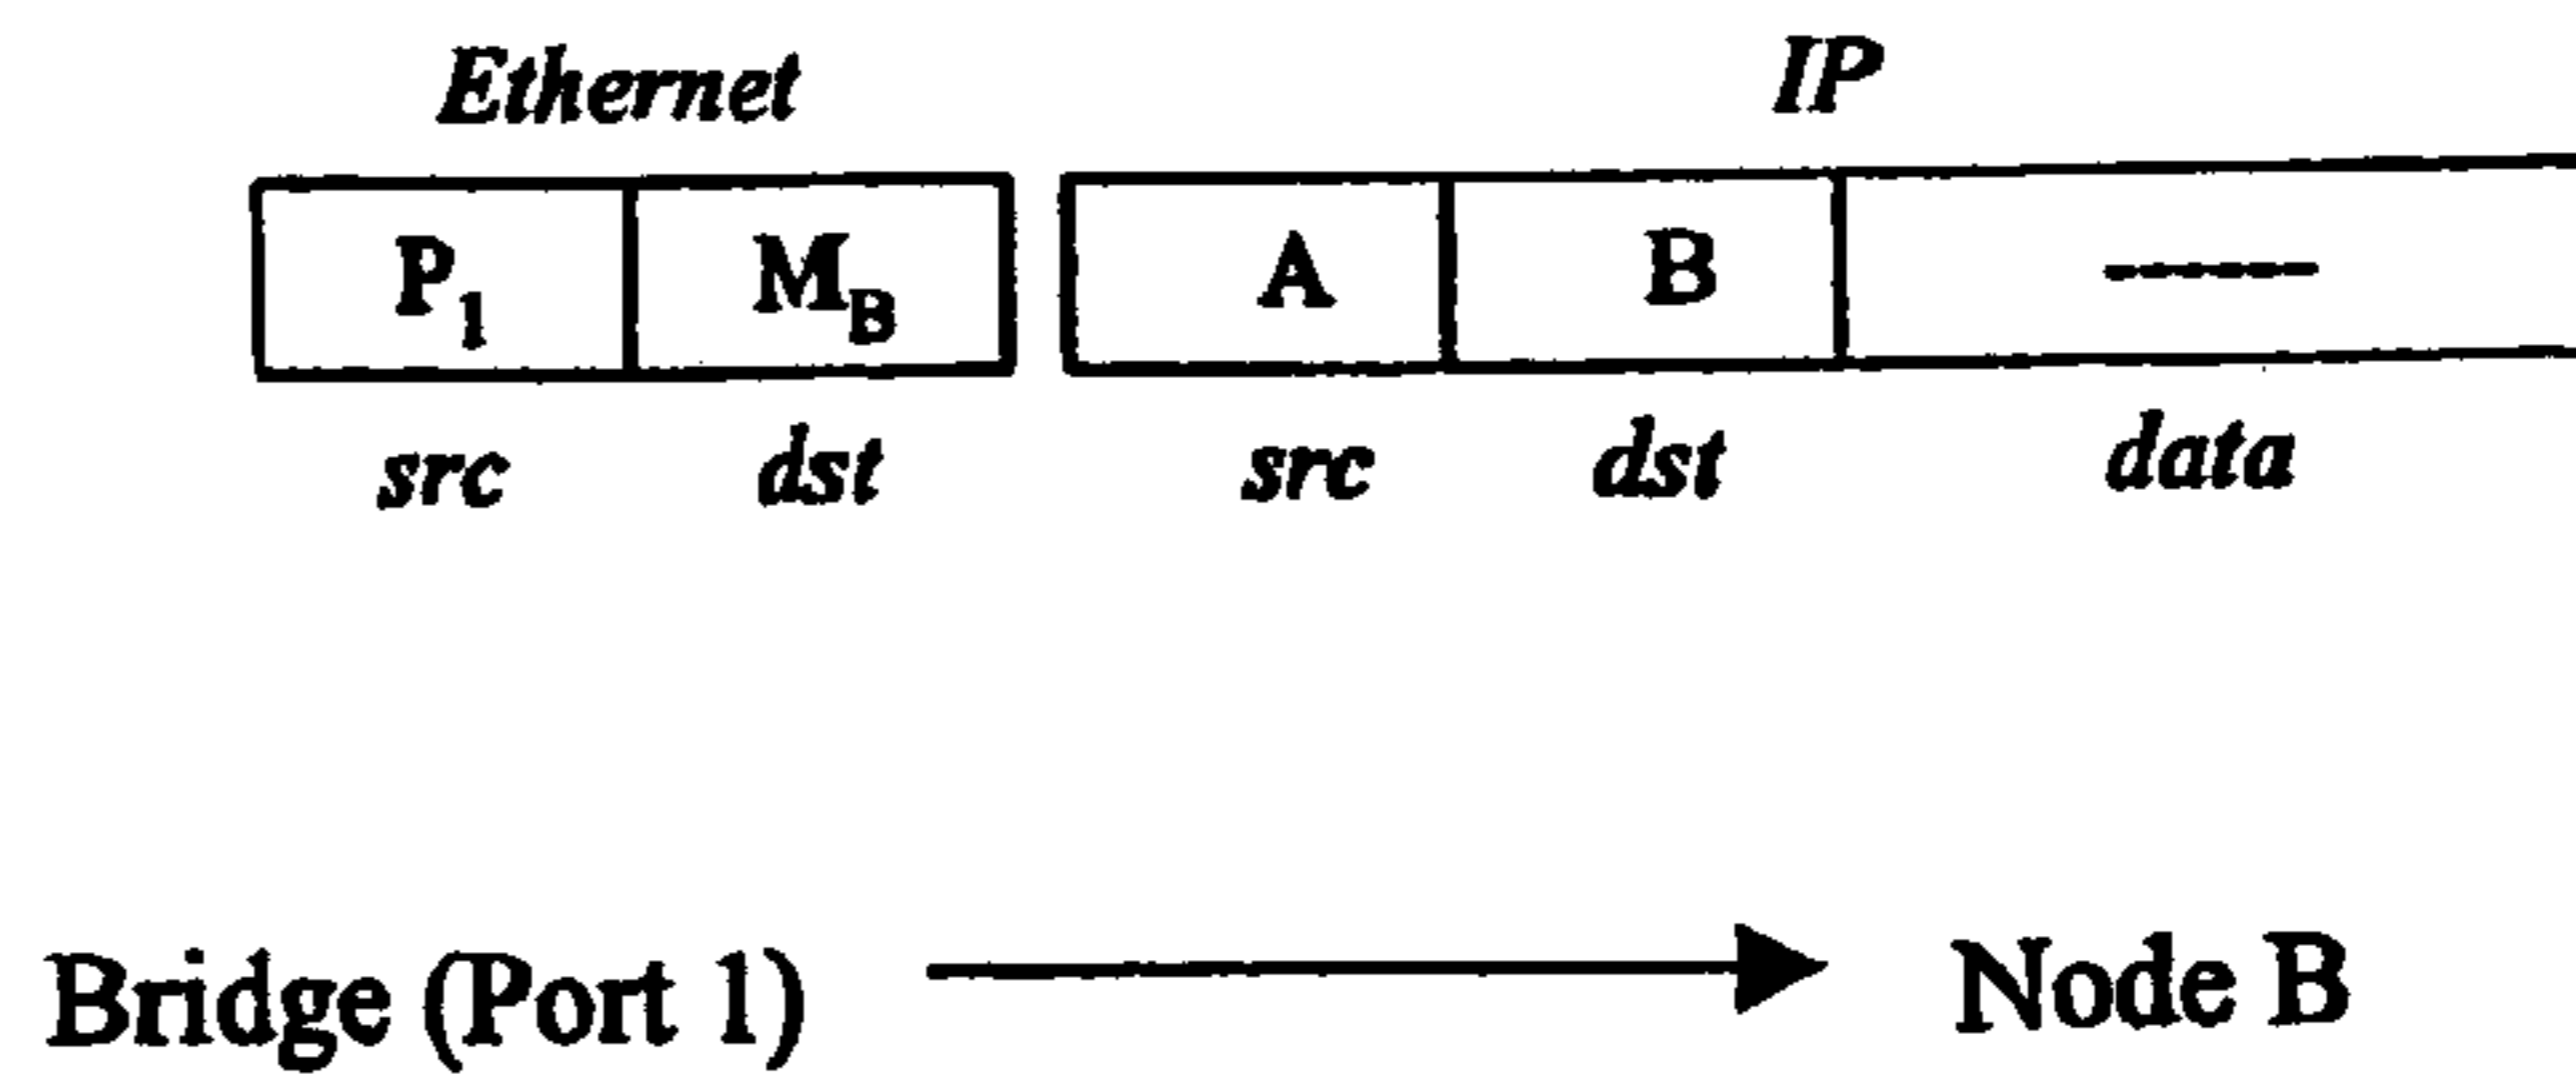 Ethernet IP
P1 MB A B
src dst src dst data
Bridge (Port 1) Node B